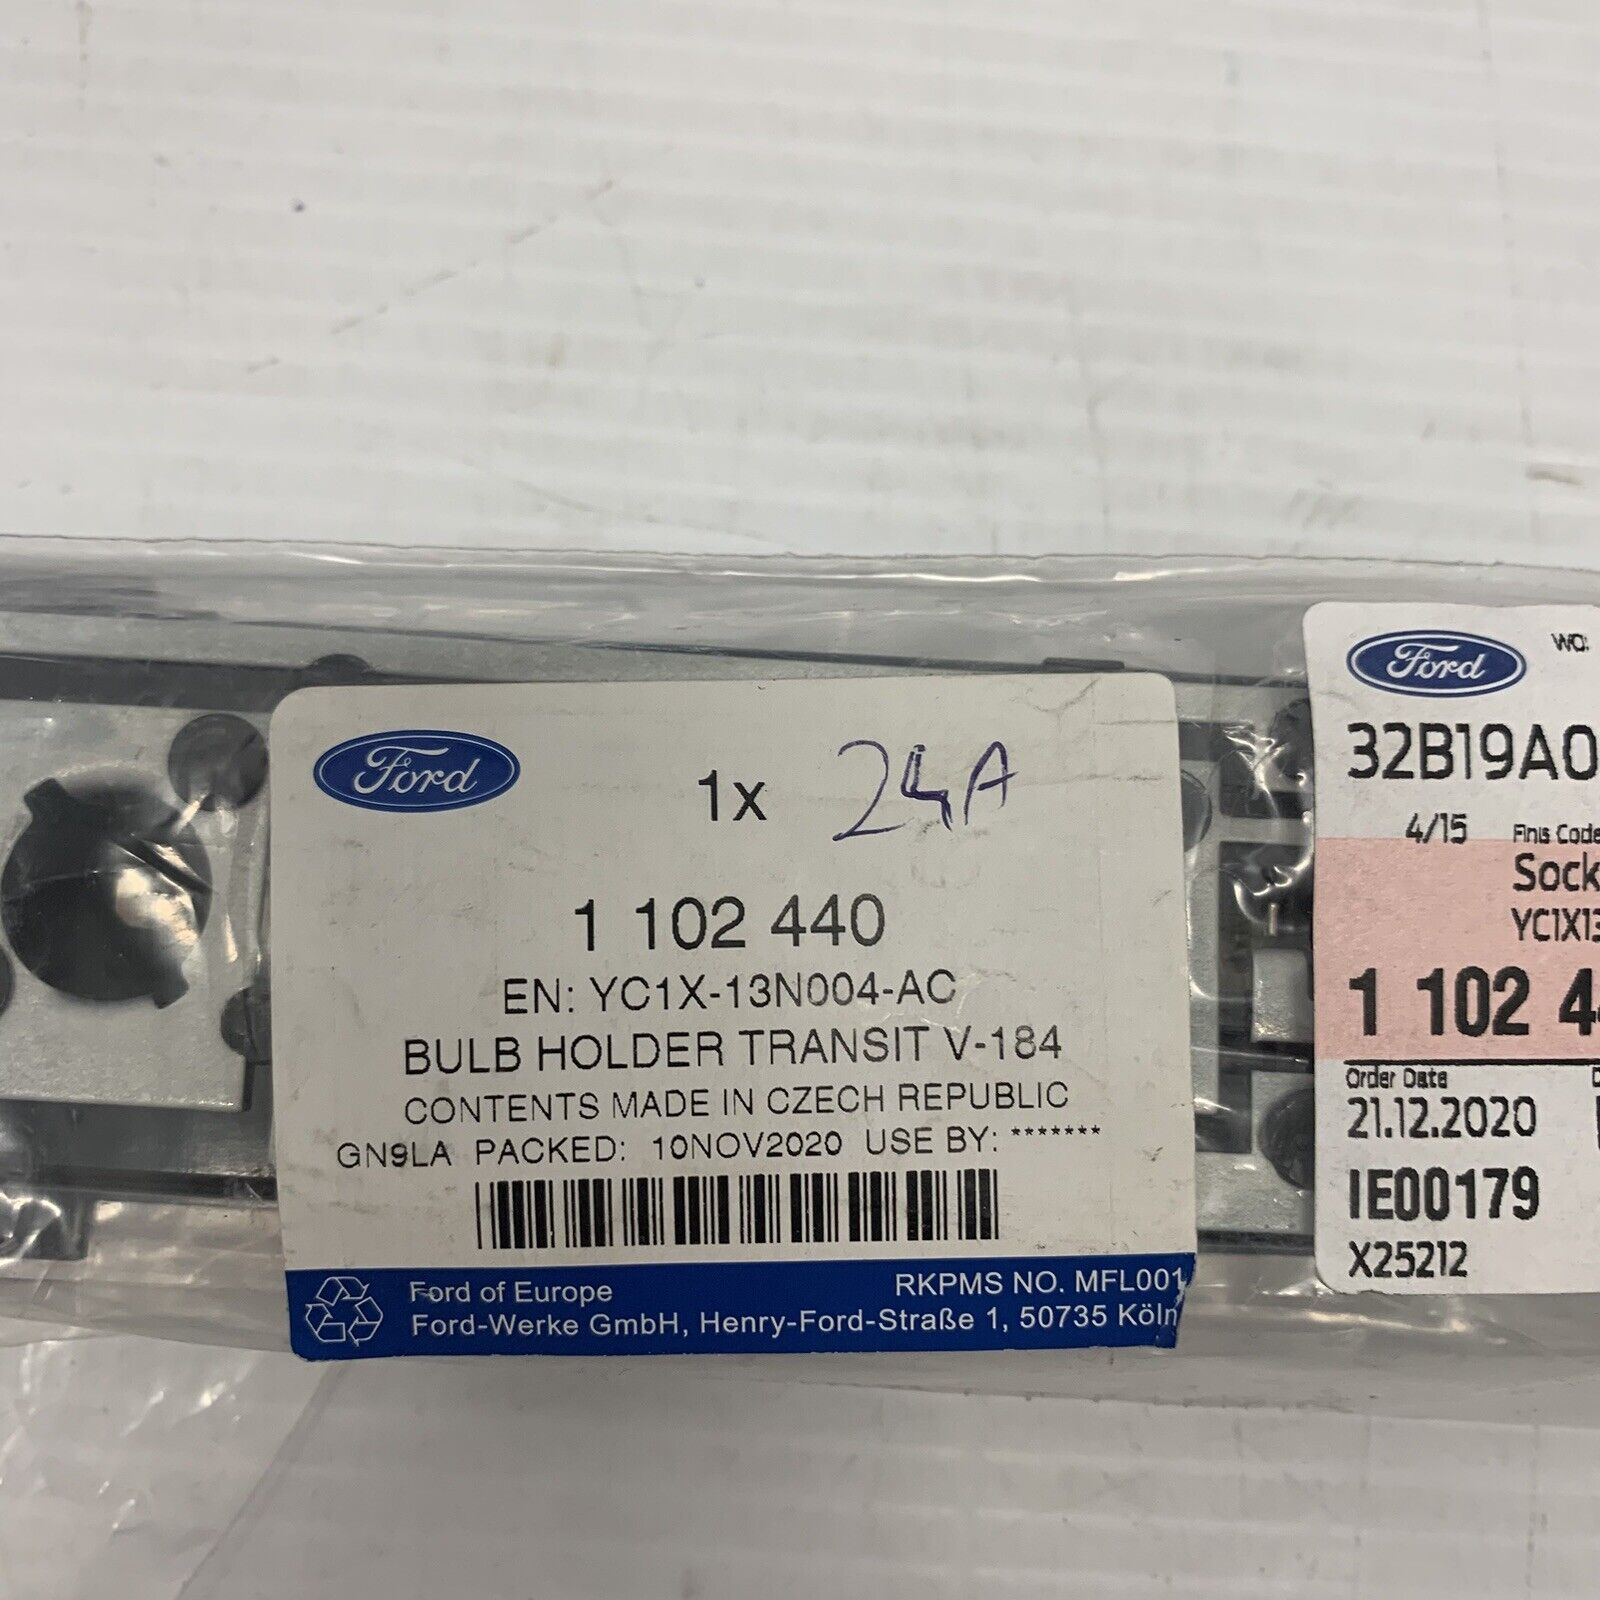 Ford
1x 24A
1 102 440
EN: YC1X-13N004-AC
BULB HOLDER TRANSIT V-184
CONTENTS MADE IN CZECH REPUBLIC
GN9LA PACKED: 10NOV2020 USE BY: *******
Ford of Europe RKPMS NO. MFL001
Ford-Werke GmbH, Henry-Ford-Straße 1, 50735 Köln
Ford WO:
32B19A0
4/15 Finis Code
Sock
YC1X13
1 102 44
Order Date
21.12.2020
IE00179
X25212